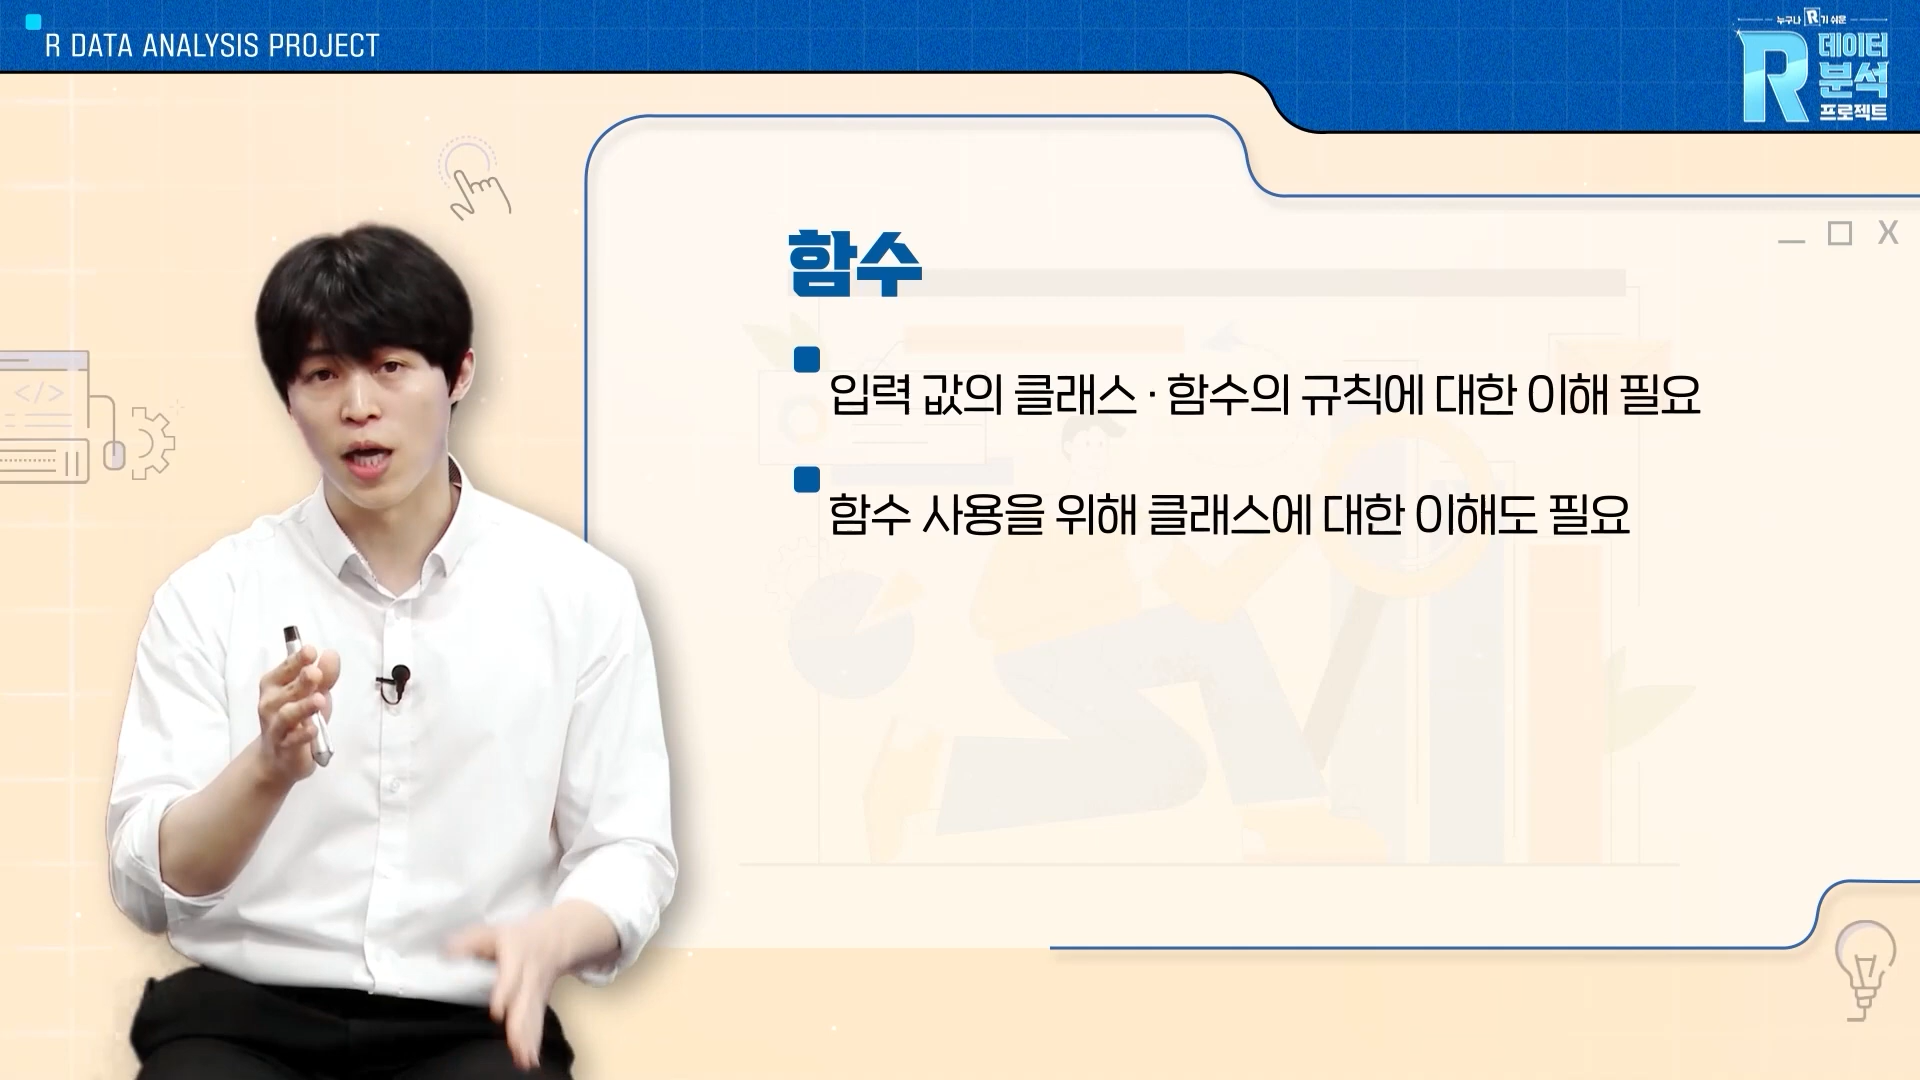 R DATA ANALYSIS PROJECT
누구나 R기 쉬운
R 데이터
분석
프로젝트
함수
입력 값의 클래스 · 함수의 규칙에 대한 이해 필요
함수 사용을 위해 클래스에 대한 이해도 필요